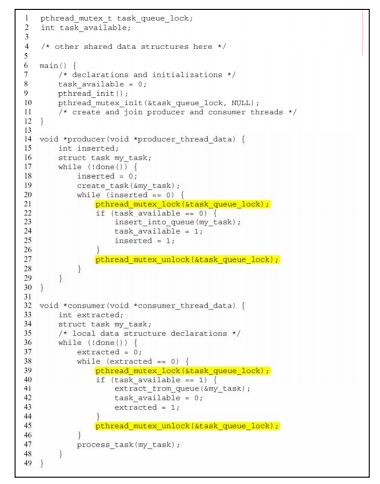 1 pthread_mutex_t task_queue_lock;
2 int task_available;
3
4 /* other shared data structures here */
5
6 main() {
7 /* declarations and initializations */
8 task_available = 0;
9 pthread_init();
10 pthread_mutex_init(&task_queue_lock, NULL);
11 /* create and join producer and consumer threads */
12 }
13
14 void *producer(void *producer_thread_data) {
15 int inserted;
16 struct task my_task;
17 while (!done()) {
18 inserted = 0;
19 create_task(&my_task);
20 while (inserted == 0) {
21 pthread_mutex_lock(&task_queue_lock);
22 if (task_available == 0) {
23 insert_into_queue(my_task);
24 task_available = 1;
25 inserted = 1;
26 }
27 pthread_mutex_unlock(&task_queue_lock);
28 }
29 }
30 }
31
32 void *consumer(void *consumer_thread_data) {
33 int extracted;
34 struct task my_task;
35 /* local data structure declarations */
36 while (!done()) {
37 extracted = 0;
38 while (extracted == 0) {
39 pthread_mutex_lock(&task_queue_lock);
40 if (task_available == 1) {
41 extract_from_queue(&my_task);
42 task_available = 0;
43 extracted = 1;
44 }
45 pthread_mutex_unlock(&task_queue_lock);
46 }
47 process_task(my_task);
48 }
49 }